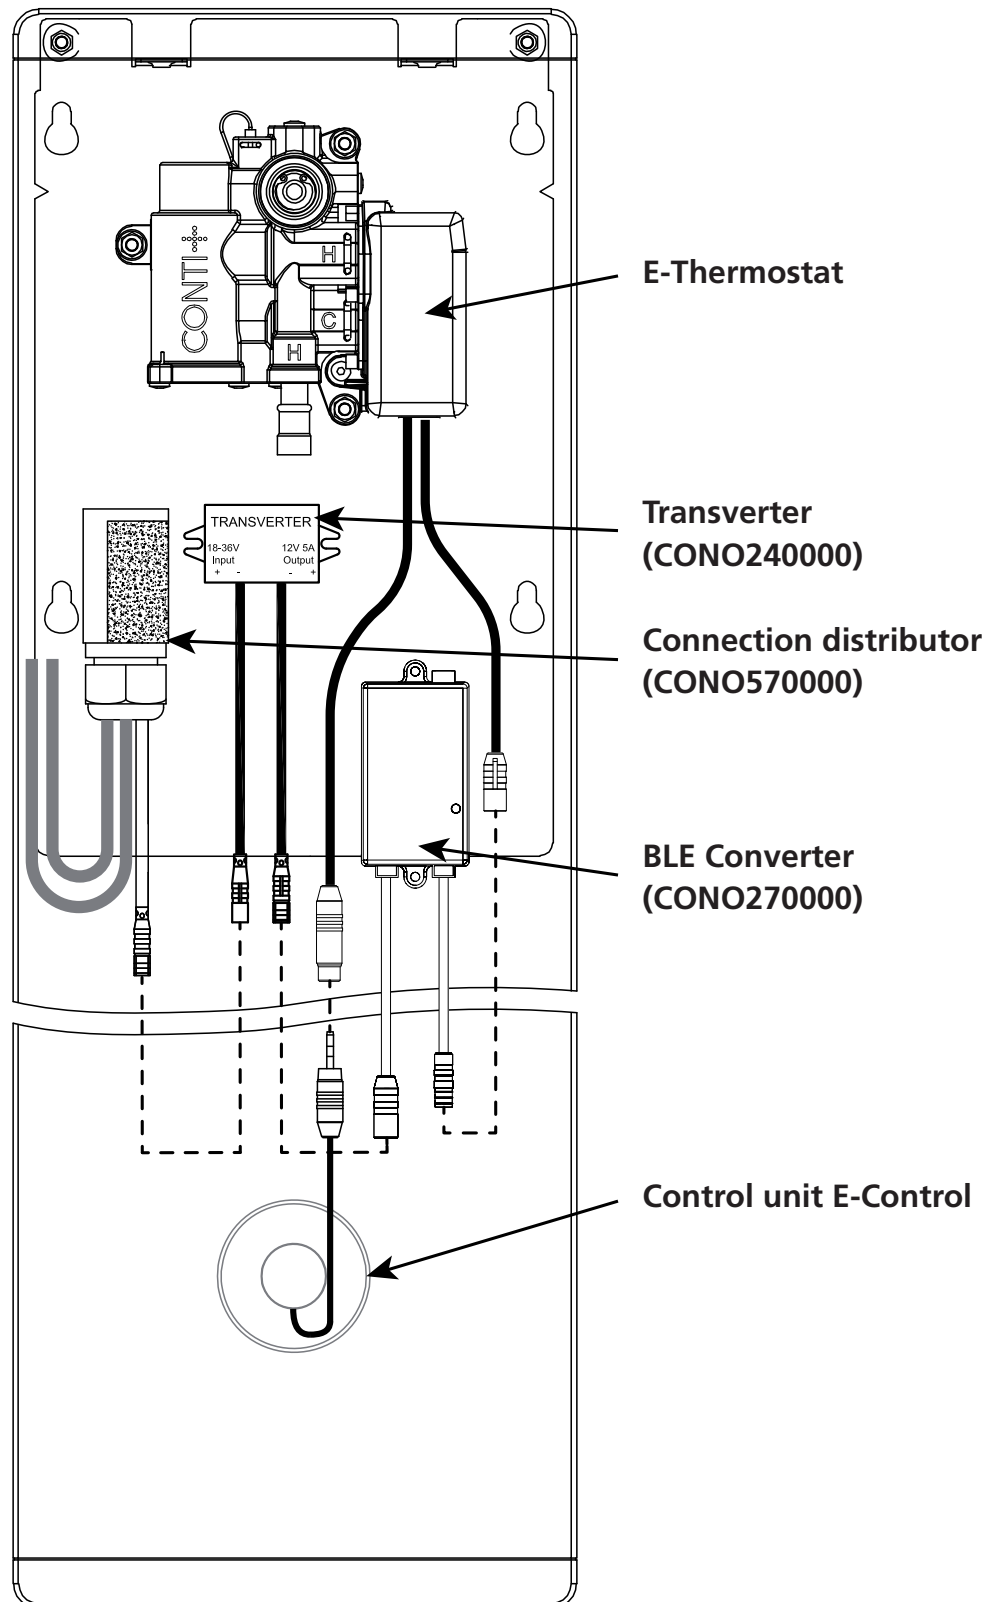 CONTI+
H
C
H
E-Thermostat
TRANSVERTER
18-36V 12V 5A
Input Output
+ - - +
Transverter
(CONO240000)
Connection distributor
(CONO570000)
BLE Converter
(CONO270000)
Control unit E-Control